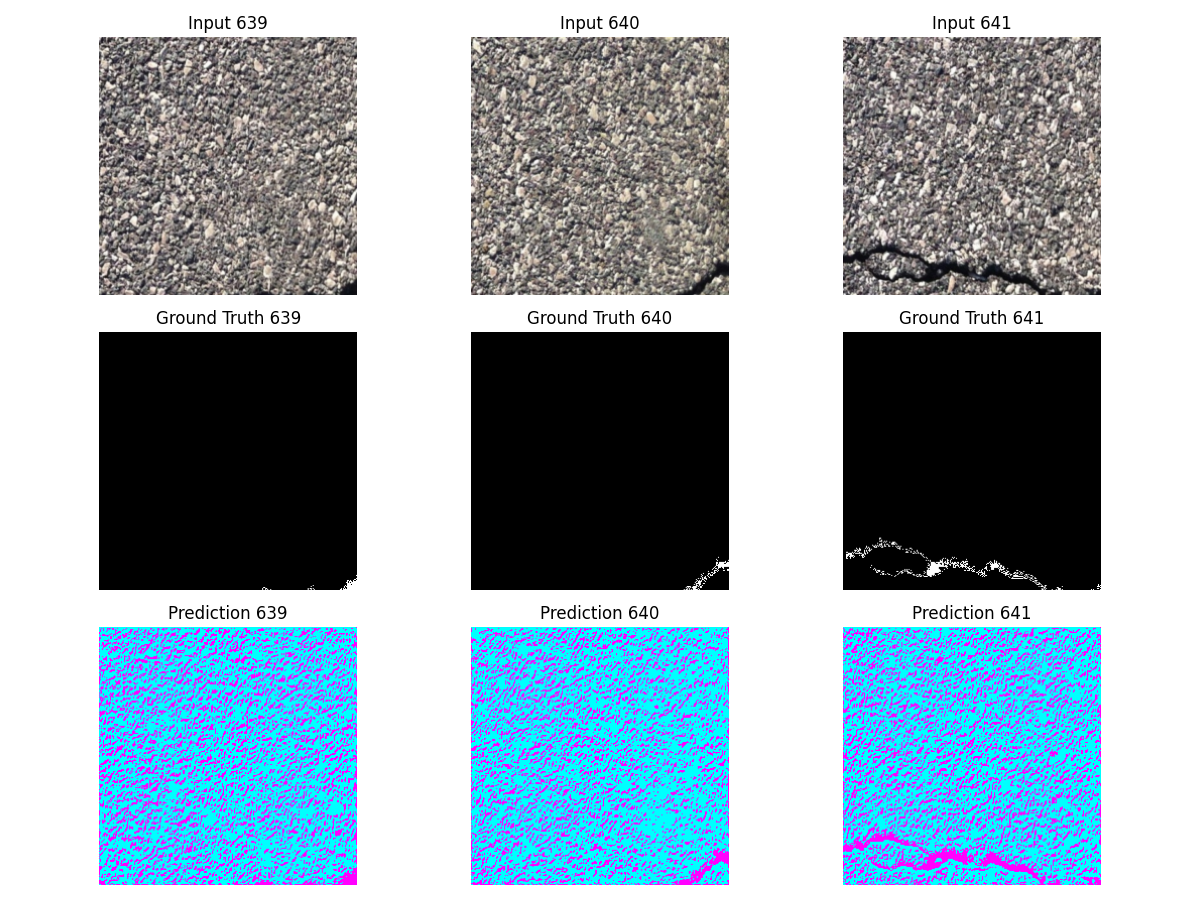 Input 639
Input 640
Input 641
Ground Truth 639
Ground Truth 640
Ground Truth 641
Prediction 639
Prediction 640
Prediction 641